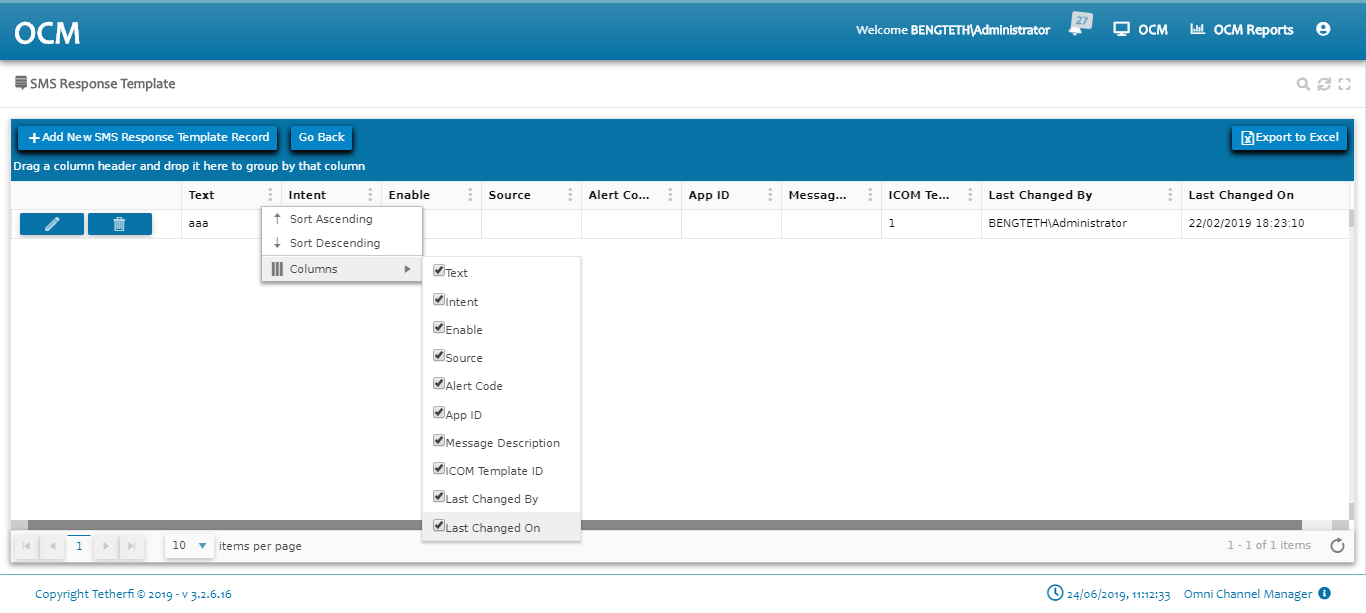 OCM
Welcome BENGTETH\Administrator
27
OCM
OCM Reports
SMS Response Template
Add New SMS Response Template Record
Go Back
Export to Excel
Drag a column header and drop it here to group by that column
Text Intent Enable Source Alert Co... App ID Messag... ICOM Te... Last Changed By Last Changed On
aaa 1 BENGTETH\Administrator 22/02/2019 18:23:10
Sort Ascending
Sort Descending
Columns
Text
Intent
Enable
Source
Alert Code
App ID
Message Description
ICOM Template ID
Last Changed By
Last Changed On
1
10 items per page
1 - 1 of 1 items
Copyright Tetherfi © 2019 - v 3.2.6.16
24/06/2019, 11:12:33
Omni Channel Manager